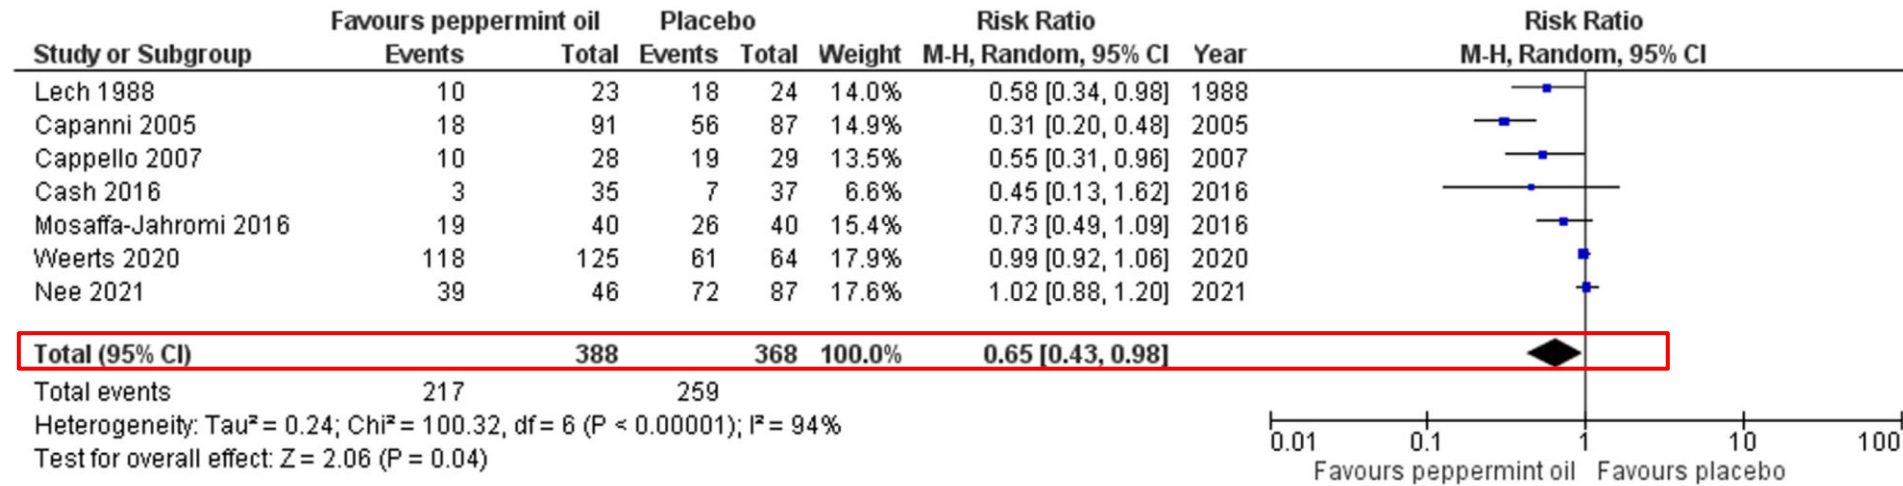 Favours peppermint oil Placebo Risk Ratio Risk Ratio
Study or Subgroup Events Total Events Total Weight M-H, Random, 95% CI Year M-H, Random, 95% CI
Lech 1988 10 23 18 24 14.0% 0.58 [0.34, 0.98] 1988
Capanni 2005 18 91 56 87 14.9% 0.31 [0.20, 0.48] 2005
Cappello 2007 10 28 19 29 13.5% 0.55 [0.31, 0.96] 2007
Cash 2016 3 35 7 37 6.6% 0.45 [0.13, 1.62] 2016
Mosaffa-Jahromi 2016 19 40 26 40 15.4% 0.73 [0.49, 1.09] 2016
Weerts 2020 118 125 61 64 17.9% 0.99 [0.92, 1.06] 2020
Nee 2021 39 46 72 87 17.6% 1.02 [0.88, 1.20] 2021
Total (95% CI) 388 368 100.0% 0.65 [0.43, 0.98]
Total events 217 259
Heterogeneity: Tau² = 0.24; Chi² = 100.32, df = 6 (P < 0.00001); I² = 94%
Test for overall effect: Z = 2.06 (P = 0.04)
0.01 0.1 1 10 100
Favours peppermint oil Favours placebo